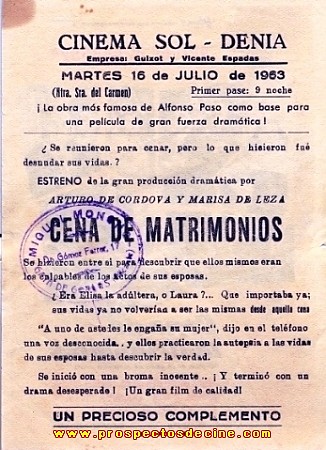 CINEMA SOL - DENIA
Empresa: Guixot y Vicente Espadas
MARTES 16 de JULIO de 1963
(Ntra. Sra. del Carmen) Primer pase: 9 noche
¡ La obra más famosa de Alfonso Paso como base para
una película de gran fuerza dramática !
¿ Se reunieron para cenar, pero lo que hisieron fué
desnudar sus vidas. ?
ESTRENO de la gran producción dramática por
ARTURO DE CORDOVA Y MARISA DE LEZA
CENA DE MATRIMONIOS
Se hirieron entre sí para descubrir que ellos mismos eran
los culpables de los actos de sus esposas.
¿ Era Elisa la adúltera, o Laura ?... Que importaba ya;
sus vidas ya no volverían a ser las mismas desde aquella cena
"A uno de ustedes le engaña su mujer", dijo en el teléfono
una voz desconocida.. y ellos practicaron la autopsia a las vidas
de sus esposas hasta descubrir la verdad.
Se inició con una broma inocente .. ¡ Y terminó con un
drama desesperado ! ¡Un gran film de calidad!
UN PRECIOSO COMPLEMENTO
www.prospectosdecine.com